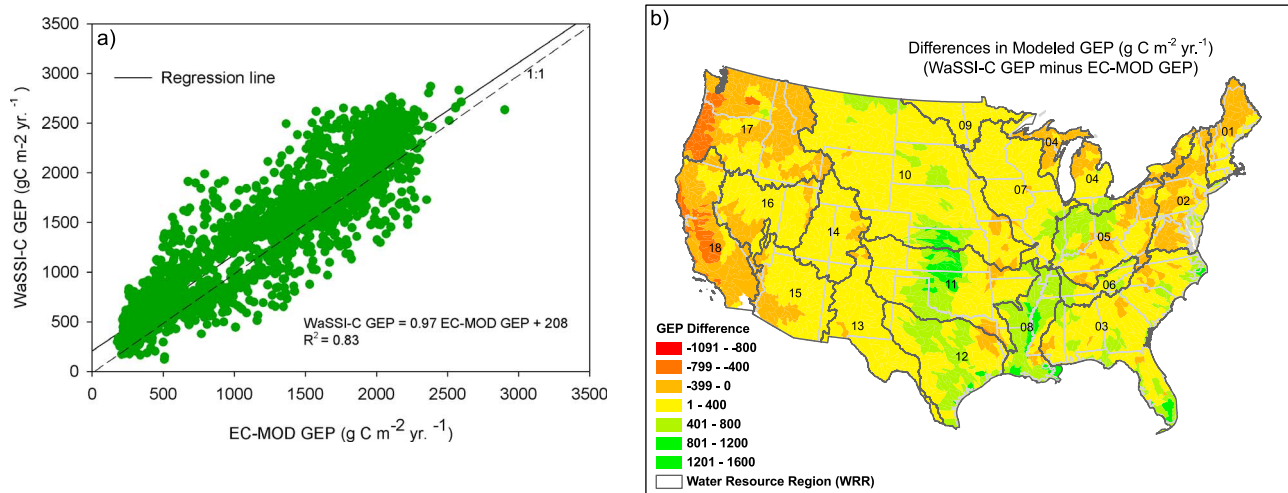 a)
3500
3000
2500
2000
1500
1000
500
0
WaSSI-C GEP (gC m-2 yr. -1)
Regression line
1:1
WaSSI-C GEP = 0.97 EC-MOD GEP + 208
R2 = 0.83
0 500 1000 1500 2000 2500 3000 3500
EC-MOD GEP (g C m-2 yr. -1)
b)
Differences in Modeled GEP (g C m-2 yr.-1)
(WaSSI-C GEP minus EC-MOD GEP)
17
09
04
01
04
10
07
02
16
14
05
18
11
06
15
08
03
13
12
GEP Difference
-1091 - -800
-799 - -400
-399 - 0
1 - 400
401 - 800
801 - 1200
1201 - 1600
Water Resource Region (WRR)